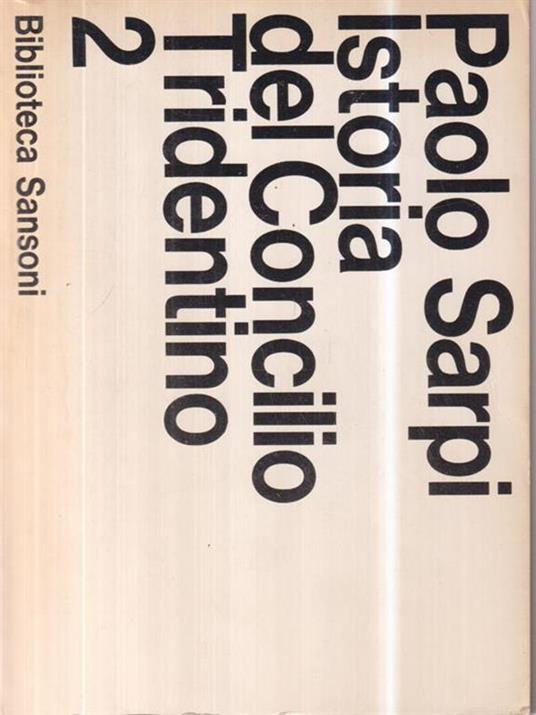 Paolo Sarpi
Istoria
del Concilio
Tridentino
2
Biblioteca Sansoni